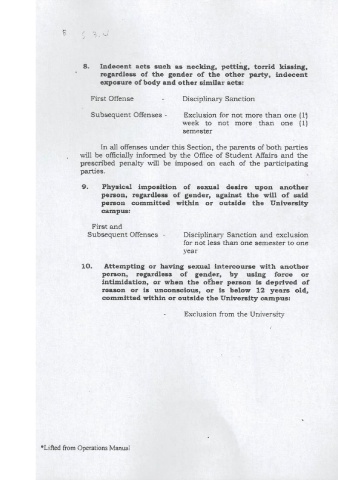 8. Indecent acts such as necking, petting, torrid kissing,
regardless of the gender of the other party, indecent
exposure of body and other similar acts:
First Offense - Disciplinary Sanction
Subsequent Offenses - Exclusion for not more than one (1)
week to not more than one (1)
semester
In all offenses under this Section, the parents of both parties
will be officially informed by the Office of Student Affairs and the
prescribed penalty will be imposed on each of the participating
parties.
9. Physical imposition of sexual desire upon another
person, regardless of gender, against the will of said
person committed within or outside the University
campus:
First and
Subsequent Offenses - Disciplinary Sanction and exclusion
for not less than one semester to one
year
10. Attempting or having sexual intercourse with another
person, regardless of gender, by using force or
intimidation, or when the other person is deprived of
reason or is unconscious, or is below 12 years old,
committed within or outside the University campus:
- Exclusion from the University
*Lifted from Operations Manual